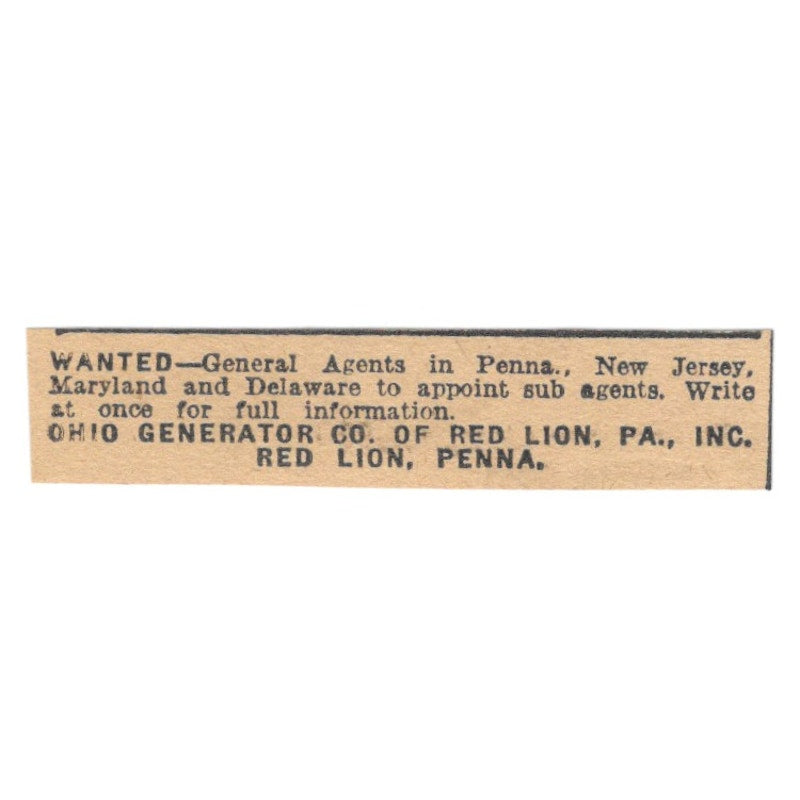 WANTED—General Agents in Penna., New Jersey,
Maryland and Delaware to appoint sub agents. Write
at once for full information.
OHIO GENERATOR CO. OF RED LION, PA., INC.
RED LION, PENNA.